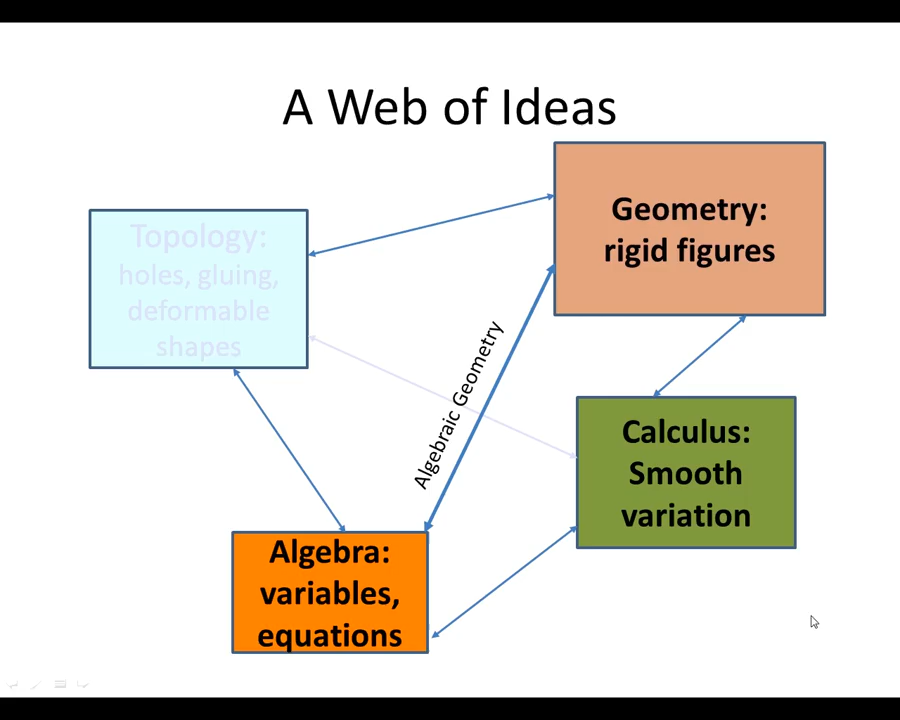 A Web of Ideas
Geometry:
rigid figures
Topology:
holes, gluing,
deformable
shapes
Algebraic Geometry
Calculus:
Smooth
variation
Algebra:
variables,
equations